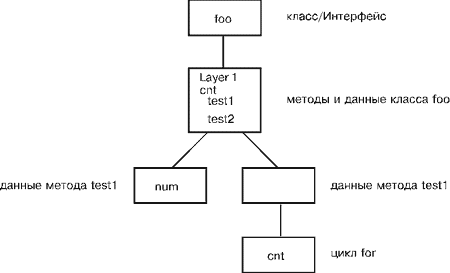 foo
класс/Интерфейс
Layer 1
cnt
test1
test2
методы и данные класса foo
данные метода test1
num
данные метода test1
cnt
цикл for